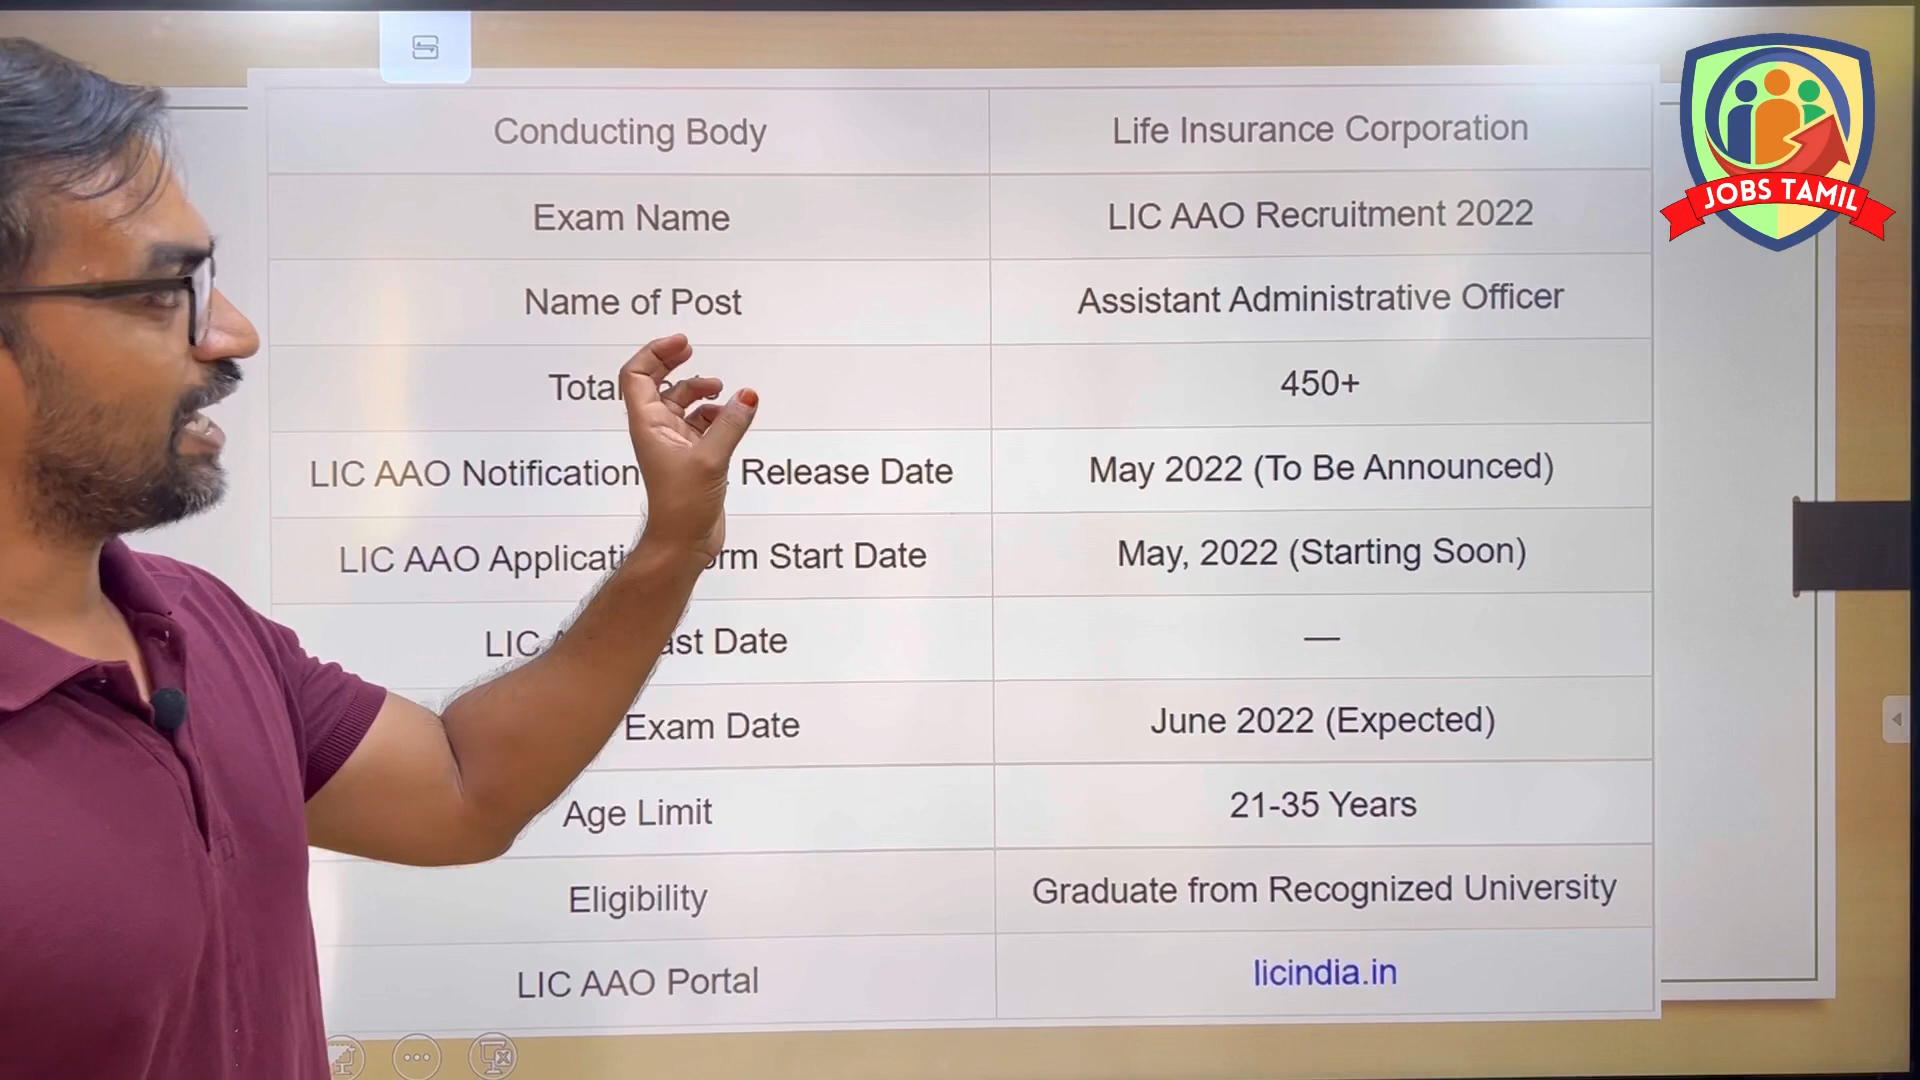 Conducting Body Life Insurance Corporation
Exam Name LIC AAO Recruitment 2022
Name of Post Assistant Administrative Officer
Total 450+
LIC AAO Notification Release Date May 2022 (To Be Announced)
LIC AAO Start Date May, 2022 (Starting Soon)
LIC Date —
Exam Date June 2022 (Expected)
Age Limit 21-35 Years
Eligibility Graduate from Recognized University
LIC AAO Portal licindia.in
JOBS TAMIL